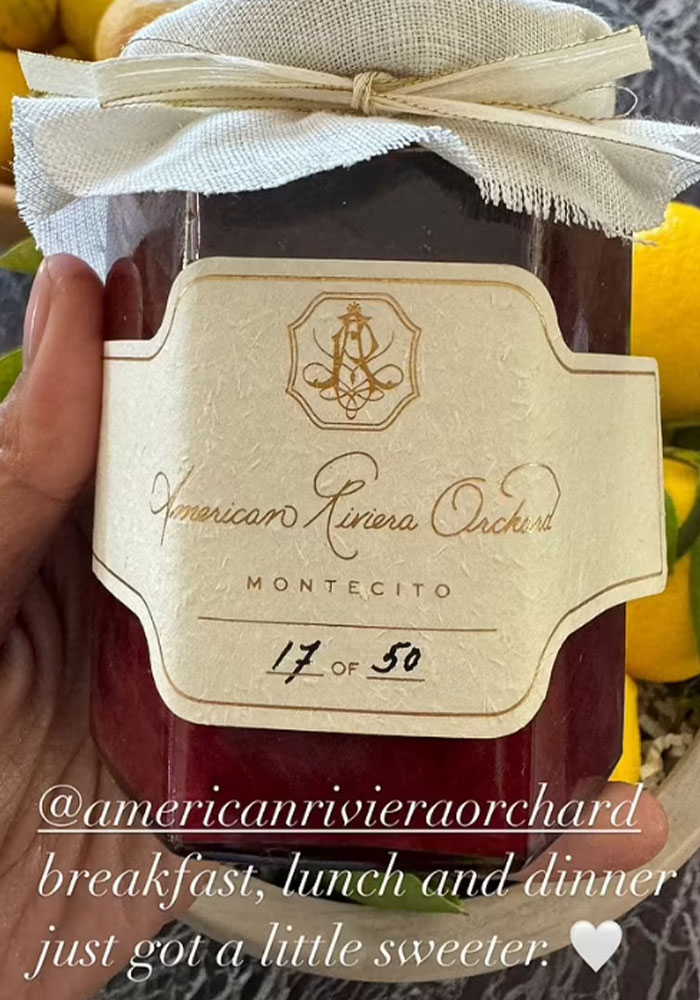 American Riviera Orchard
MONTECITO
17 OF 50
@americanrivieraorchard
breakfast, lunch and dinner
just got a little sweeter. 🤍